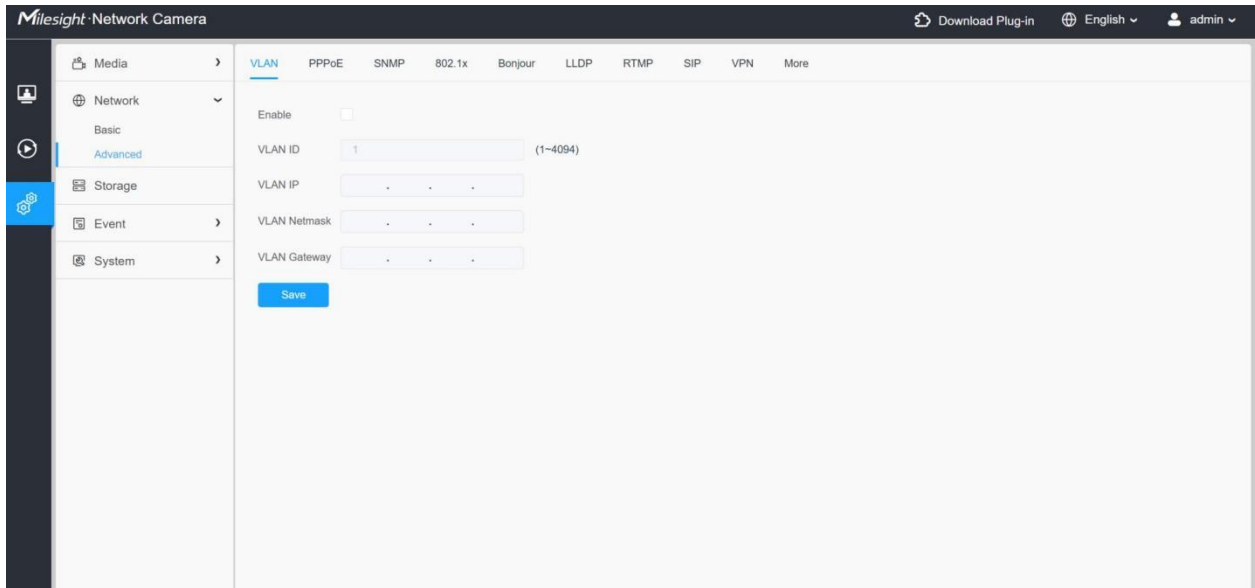 Milesight·Network Camera
Download Plug-in
English
admin
Media
Network
Basic
Advanced
Storage
Event
System
VLAN PPPoE SNMP 802.1x Bonjour LLDP RTMP SIP VPN More
Enable
VLAN ID 1 (1~4094)
VLAN IP . . .
VLAN Netmask . . .
VLAN Gateway . . .
Save